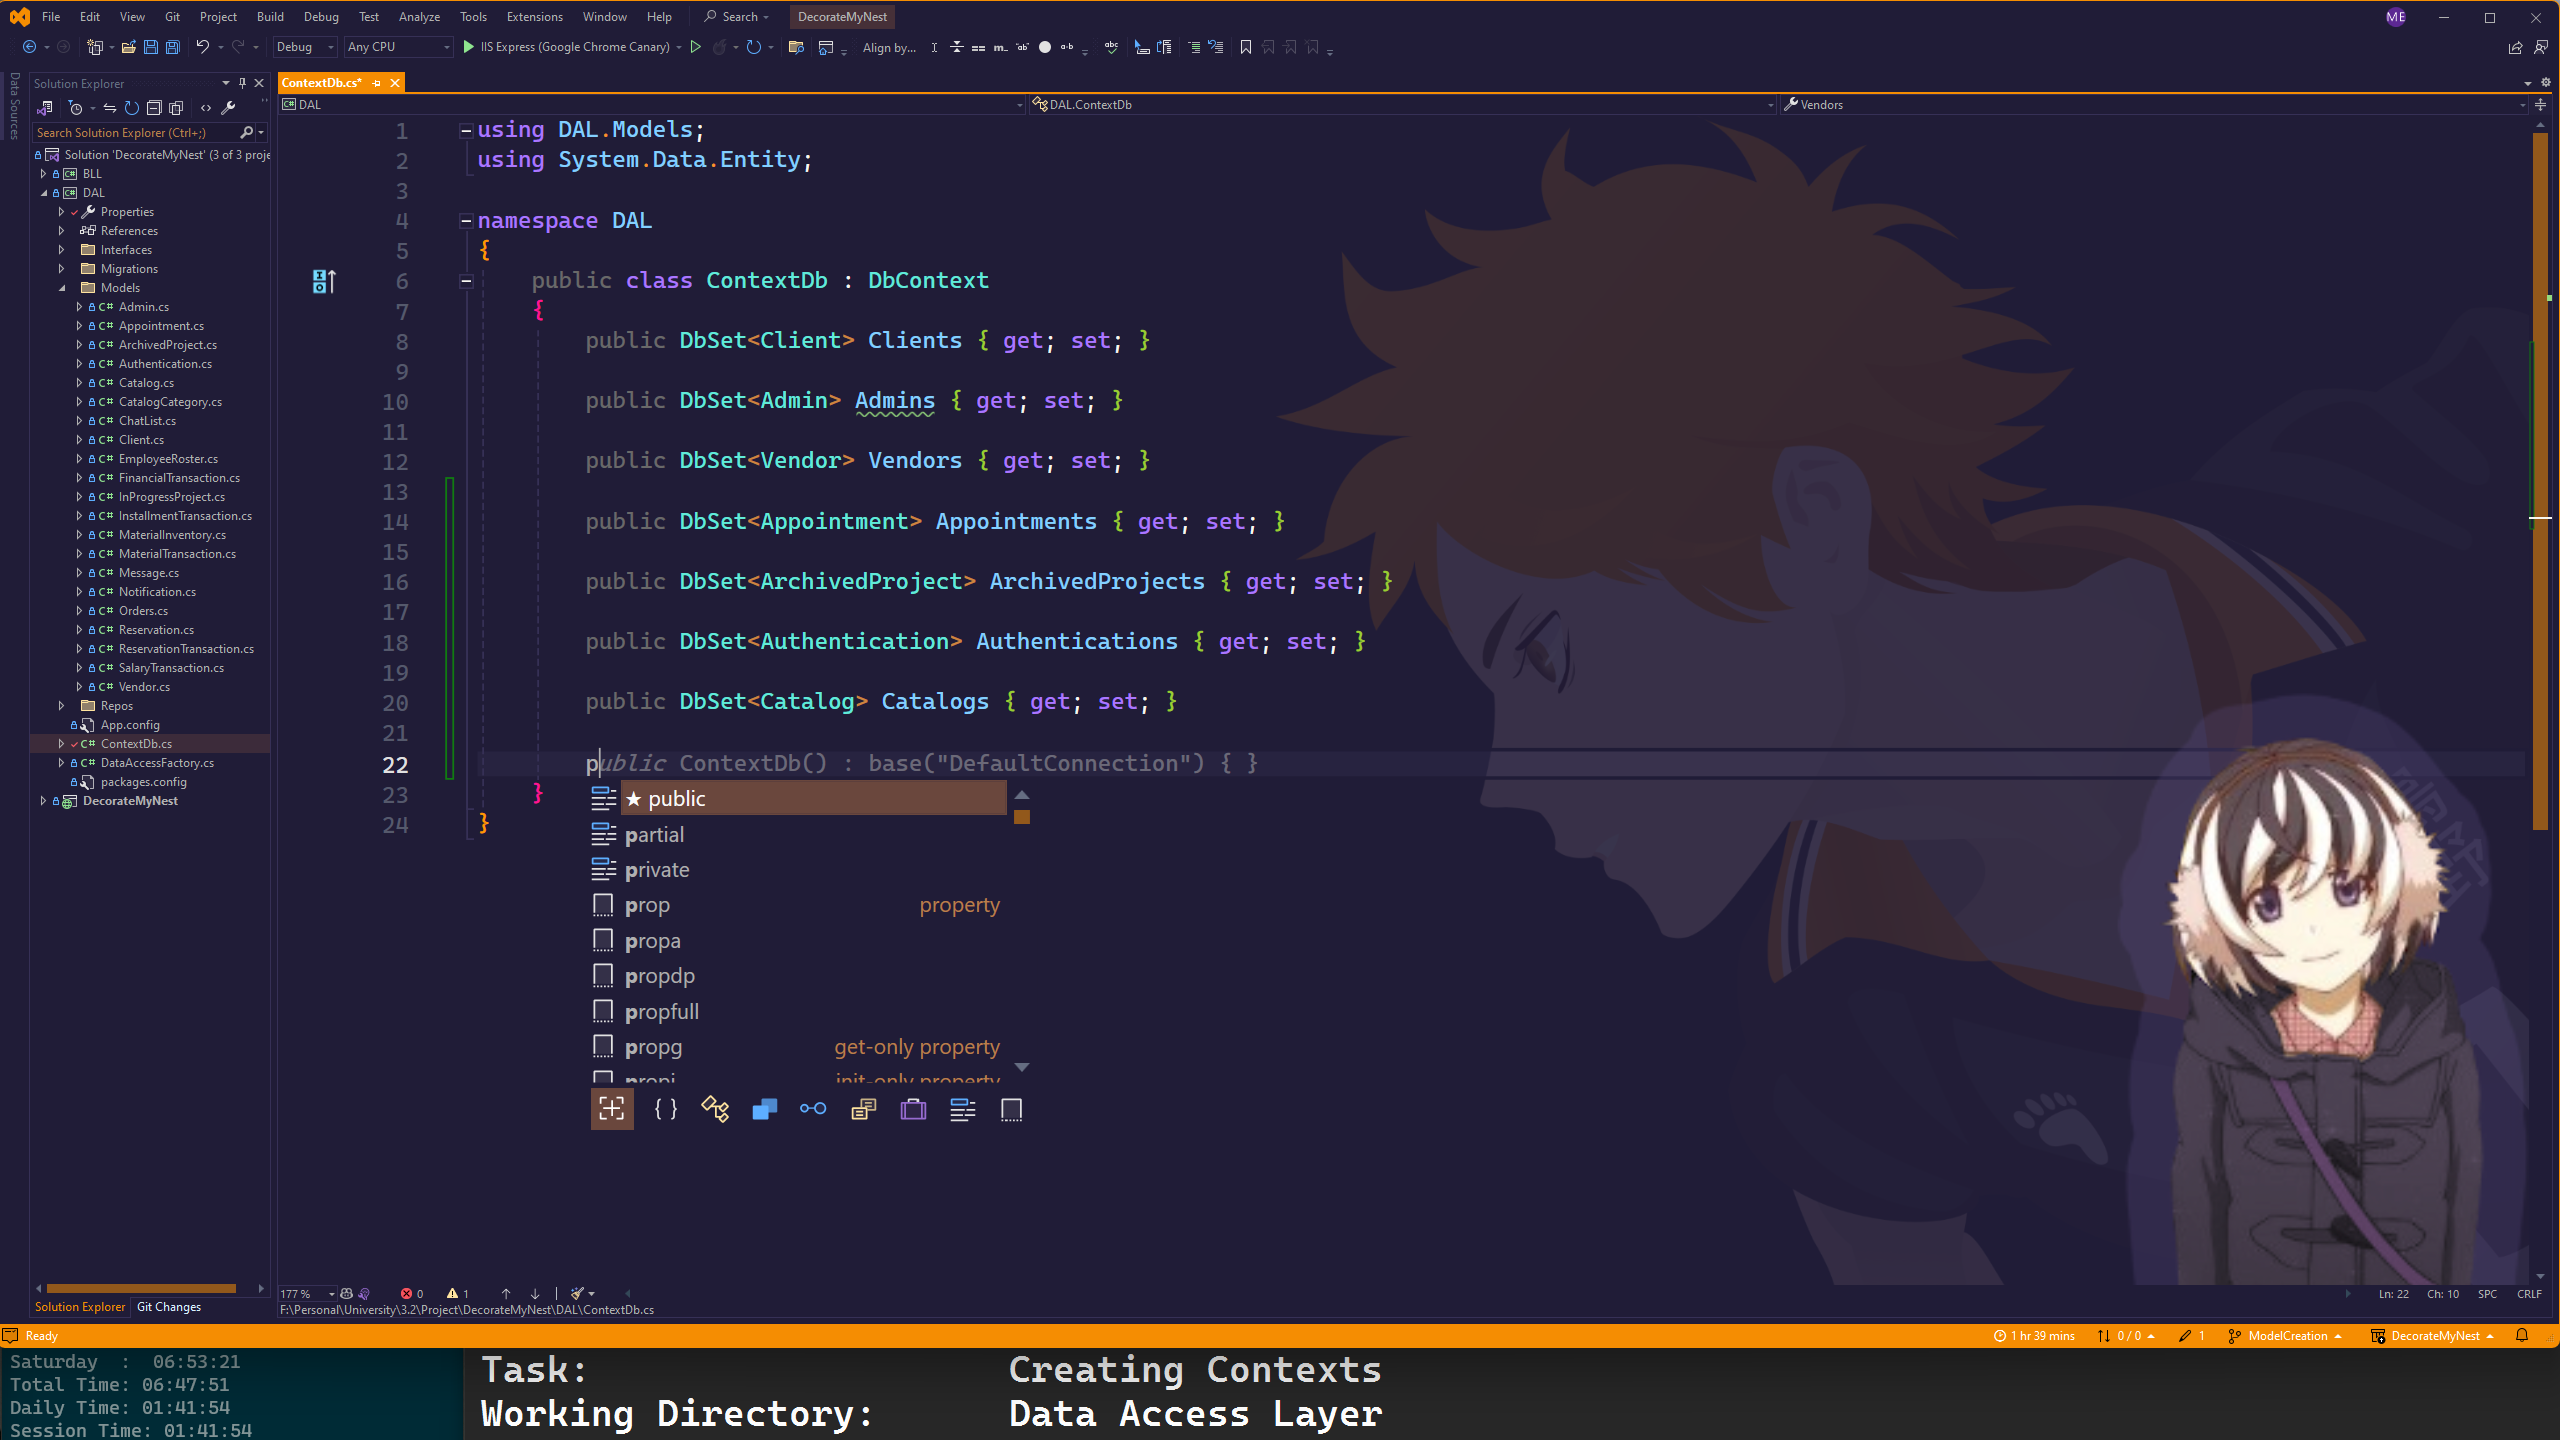 File Edit View Git Project Build Debug Test Analyze Tools Extensions Window Help Search DecorateMyNest ME
Debug Any CPU IIS Express (Google Chrome Canary) Align by...
Data Sources
Solution Explorer
ContextDb.cs*
DAL DAL.ContextDb Vendors
Search Solution Explorer (Ctrl+;)
Solution 'DecorateMyNest' (3 of 3 proje
BLL
DAL
Properties
References
Interfaces
Migrations
Models
C# Admin.cs
C# Appointment.cs
C# ArchivedProject.cs
C# Authentication.cs
C# Catalog.cs
C# CatalogCategory.cs
C# ChatList.cs
C# Client.cs
C# EmployeeRoster.cs
C# FinancialTransaction.cs
C# InProgressProject.cs
C# InstallmentTransaction.cs
C# MaterialInventory.cs
C# MaterialTransaction.cs
C# Message.cs
C# Notification.cs
C# Orders.cs
C# Reservation.cs
C# ReservationTransaction.cs
C# SalaryTransaction.cs
C# Vendor.cs
Repos
App.config
C# ContextDb.cs
C# DataAccessFactory.cs
packages.config
DecorateMyNest
Solution Explorer Git Changes
1 using DAL.Models;
2 using System.Data.Entity;
3
4 namespace DAL
5 {
6 public class ContextDb : DbContext
7 {
8 public DbSet<Client> Clients { get; set; }
9
10 public DbSet<Admin> Admins { get; set; }
11
12 public DbSet<Vendor> Vendors { get; set; }
13
14 public DbSet<Appointment> Appointments { get; set; }
15
16 public DbSet<ArchivedProject> ArchivedProjects { get; set; }
17
18 public DbSet<Authentication> Authentications { get; set; }
19
20 public DbSet<Catalog> Catalogs { get; set; }
21
22 public ContextDb() : base("DefaultConnection") { }
23 }
24 }
★ public
partial
private
prop property
propa
propdp
propfull
propg get-only property
propi init-only property
177 % 0 1 Ln: 22 Ch: 10 SPC CRLF
F:\Personal\University\3.2\Project\DecorateMyNest\DAL\ContextDb.cs
Ready 1 hr 39 mins 0 / 0 1 ModelCreation DecorateMyNest
Saturday : 06:53:21
Total Time: 06:47:51
Daily Time: 01:41:54
Session Time: 01:41:54
Task: Creating Contexts
Working Directory: Data Access Layer